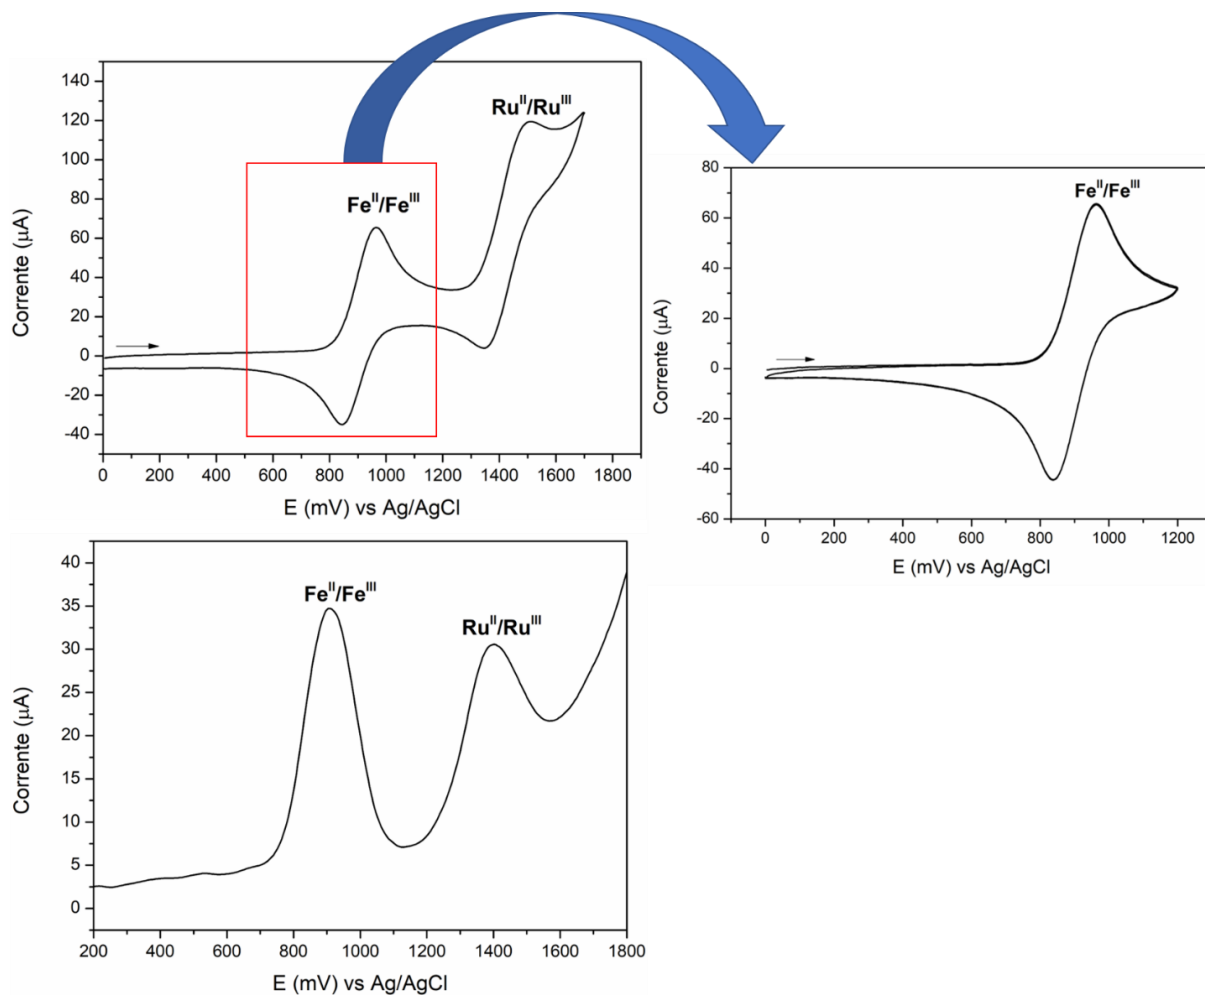 140
120
100
80
60
40
20
0
-20
-40
Corrente (µA)
Ru^II/Ru^III
Fe^II/Fe^III
0 200 400 600 800 1000 1200 1400 1600 1800
E (mV) vs Ag/AgCl
80
60
40
20
0
-20
-40
-60
Corrente (µA)
Fe^II/Fe^III
0 200 400 600 800 1000 1200
E (mV) vs Ag/AgCl
40
35
30
25
20
15
10
5
0
Corrente (µA)
Fe^II/Fe^III
Ru^II/Ru^III
200 400 600 800 1000 1200 1400 1600 1800
E (mV) vs Ag/AgCl